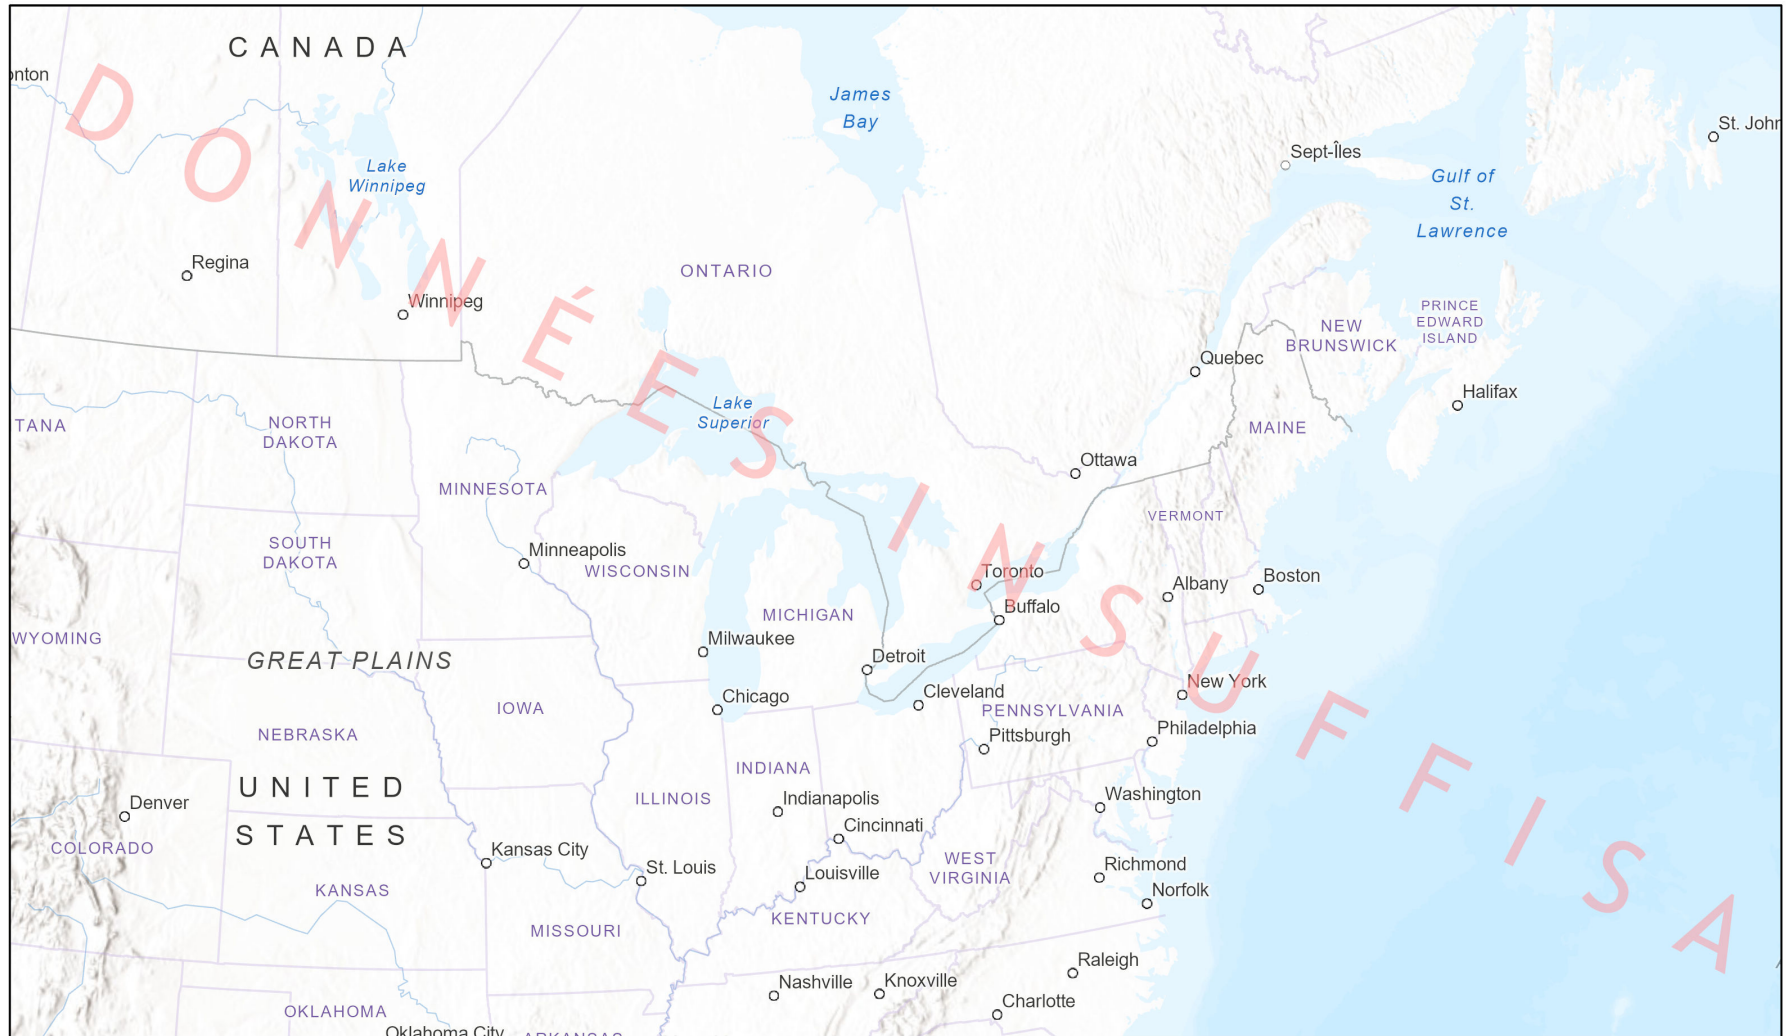 CANADA
onton
James
Bay
St. John
Sept-Îles
Lake
Winnipeg
Gulf of
St.
Lawrence
Regina
ONTARIO
Winnipeg
PRINCE
EDWARD
ISLAND
NEW
BRUNSWICK
Quebec
Halifax
Lake
Superior
TANA
NORTH
DAKOTA
MAINE
Ottawa
MINNESOTA
VERMONT
SOUTH
DAKOTA
Minneapolis
WISCONSIN
Toronto
Albany
Boston
Buffalo
MICHIGAN
WYOMING
Milwaukee
GREAT PLAINS
Detroit
New York
Cleveland
Chicago
IOWA
PENNSYLVANIA
Philadelphia
NEBRASKA
Pittsburgh
INDIANA
UNITED
STATES
ILLINOIS
Indianapolis
Washington
Denver
Cincinnati
COLORADO
Kansas City
St. Louis
Louisville
WEST
VIRGINIA
Richmond
Norfolk
KANSAS
KENTUCKY
MISSOURI
Raleigh
Nashville
Knoxville
Charlotte
OKLAHOMA
Oklahoma City
ARKANSAS
DONNÉES INSUFFISA